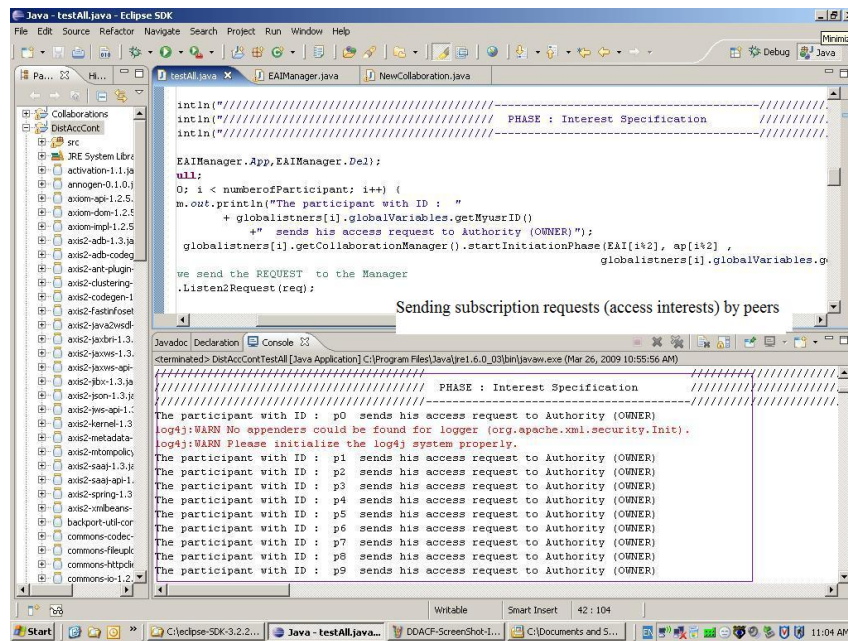 Java - testAll.java - Eclipse SDK
File Edit Source Refactor Navigate Search Project Run Window Help
Minimiz
Debug Java
Pa... Hi... testAll.java EAIManager.java NewCollaboration.java
Collaborations
DistAccCont
src
JRE System Libra
activation-1.1.ja
annogen-0.1.0.j
axiom-api-1.2.5
axiom-dom-1.2.5
axiom-impl-1.2.5
axis2-adb-1.3.ja
axis2-adb-codeg
axis2-ant-plugin-
axis2-clustering-
axis2-codegen-1
axis2-fastinfoset
axis2-java2wsdl-
axis2-jaxbri-1.3.
axis2-jaxws-1.3.
axis2-jaxws-api-
axis2-jibx-1.3.ja
axis2-json-1.3.ja
axis2-jws-api-1.
axis2-kernel-1.3
axis2-metadata-
axis2-mtompolicy
axis2-saaj-1.3.ja
axis2-saaj-api-1.
axis2-spring-1.3
axis2-xmlbeans-
backport-util-con
commons-codec-
commons-fileuplo
commons-httpclie
commons-io-1.2.
intln("//////////////////////////////////////////---------------------------------------//////////.
intln("////////////////////////////////////////// PHASE : Interest Specification //////////.
intln("//////////////////////////////////////////---------------------------------------//////////.
EAIManager.App,EAIManager.Del};
ull;
0; i < numberofParticipant; i++) {
m.out.println("The participant with ID : "
+ globalistners[i].globalVariables.getMyusrID()
+" sends his access request to Authority (OWNER)");
globalistners[i].getCollaborationManager().startInitiationPhase(EAI[i%2], ap[i%2] ,
globalistners[i].globalVariables.g
we send the REQUEST to the Manager
.Listen2Request(req);
Sending subscription requests (access interests) by peers
Javadoc Declaration Console
<terminated> DistAccContTestAll [Java Application] C:\Program Files\Java\jre1.6.0_03\bin\javaw.exe (Mar 26, 2009 10:55:56 AM)
////////////////////////////////////////// PHASE : Interest Specification ////////////////////
//////////////////////////////////////////---------------------------------------////////////////////
The participant with ID : p0 sends his access request to Authority (OWNER)
log4j:WARN No appenders could be found for logger (org.apache.xml.security.Init).
log4j:WARN Please initialize the log4j system properly.
The participant with ID : p1 sends his access request to Authority (OWNER)
The participant with ID : p2 sends his access request to Authority (OWNER)
The participant with ID : p3 sends his access request to Authority (OWNER)
The participant with ID : p4 sends his access request to Authority (OWNER)
The participant with ID : p5 sends his access request to Authority (OWNER)
The participant with ID : p6 sends his access request to Authority (OWNER)
The participant with ID : p7 sends his access request to Authority (OWNER)
The participant with ID : p8 sends his access request to Authority (OWNER)
The participant with ID : p9 sends his access request to Authority (OWNER)
Writable Smart Insert 42 : 104
Start C:\eclipse-SDK-3.2.2... Java - testAll.java... DDACF-ScreenShot-I... C:\Documents and S... 11:04 AM